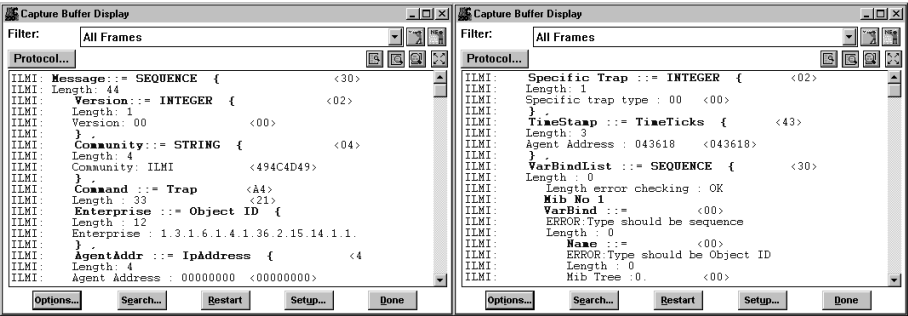 Capture Buffer Display
Filter:
All Frames
Protocol...
ILMI: Message::= SEQUENCE { <30>
ILMI: Length: 44
ILMI: Version::= INTEGER { <02>
ILMI: Length: 1
ILMI: Version: 00 <00>
ILMI: } ,
ILMI: Community::= STRING { <04>
ILMI: Length: 4
ILMI: Community: ILMI <494C4D49>
ILMI: } ,
ILMI: Command ::= Trap <A4>
ILMI: Length : 33 <21>
ILMI: Enterprise ::= Object ID {
ILMI: Length : 12
ILMI: Enterprise : 1.3.1.6.1.4.1.36.2.15.14.1.1.
ILMI: } ,
ILMI: AgentAddr ::= IpAddress { <4
ILMI: Length: 4
ILMI: Agent Address : 00000000 <00000000>
Options... Search... Restart Setup... Done
Capture Buffer Display
Filter:
All Frames
Protocol...
ILMI: Specific Trap ::= INTEGER { <02>
ILMI: Length: 1
ILMI: Specific trap type : 00 <00>
ILMI: } ,
ILMI: TimeStamp ::= TimeTicks { <43>
ILMI: Length: 3
ILMI: Agent Address : 043618 <043618>
ILMI: } ,
ILMI: VarBindList ::= SEQUENCE { <30>
ILMI: Length : 0
ILMI: Length error checking : OK
ILMI: Mib No 1
ILMI: VarBind ::= <00>
ILMI: ERROR:Type should be sequence
ILMI: Length : 0
ILMI: Name ::= <00>
ILMI: ERROR:Type should be Object ID
ILMI: Length : 0
ILMI: Mib Tree :0. <00>
Options... Search... Restart Setup... Done